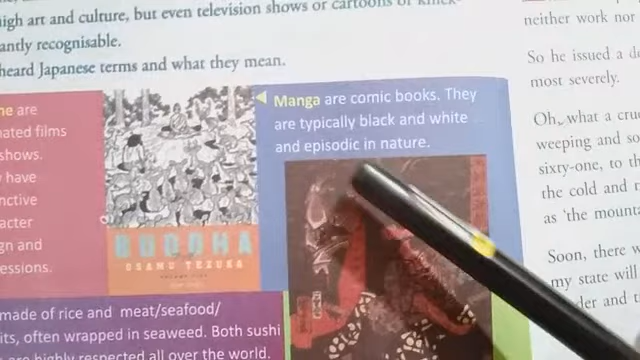 high art and culture, but even television shows or cartoons of
antly recognisable.
heard Japanese terms and what they mean.
me are
ated films
shows.
have
nctive
acter
gn and
essions.
BUDDHA
OSAMU TEZUKA
Manga are comic books. They
are typically black and white
and episodic in nature.
made of rice and meat/seafood/
its, often wrapped in seaweed. Both sushi
are highly respected all over the world.
neither work nor
So he issued a de
most severely.
Oh, what a crue
weeping and so
sixty-one, to th
the cold and
as 'the mounta
Soon, there w
my state will
der and